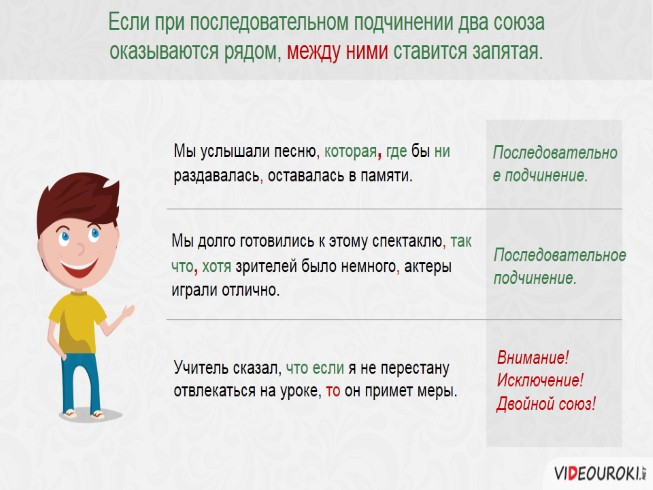 Если при последовательном подчинении два союза
оказываются рядом, между ними ставится запятая.
Мы услышали песню, которая, где бы ни
раздавалась, оставалась в памяти.
Последовательно
е подчинение.
Мы долго готовились к этому спектаклю, так
что, хотя зрителей было немного, актеры
играли отлично.
Последовательное
подчинение.
Учитель сказал, что если я не перестану
отвлекаться на уроке, то он примет меры.
Внимание!
Исключение!
Двойной союз!
VIDEOUROKI.NET